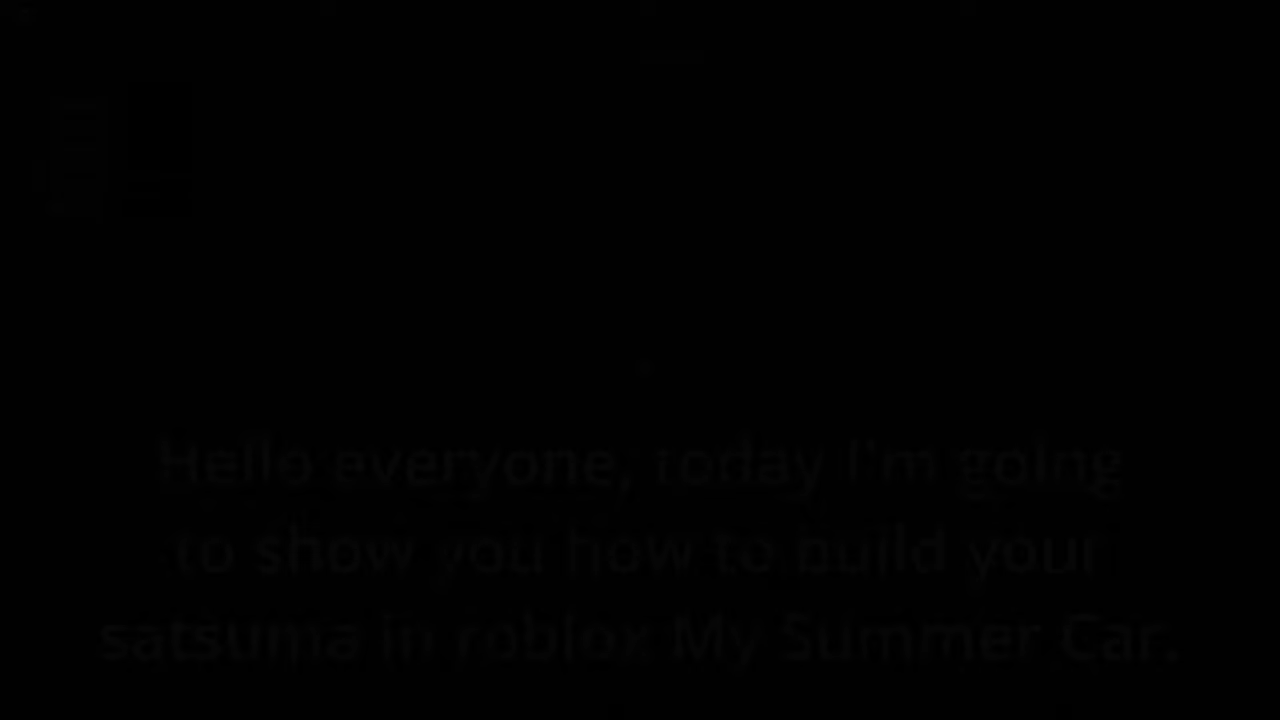 Hello everyone, today I'm going
to show you how to build your
satsuma in roblox My Summer Car.